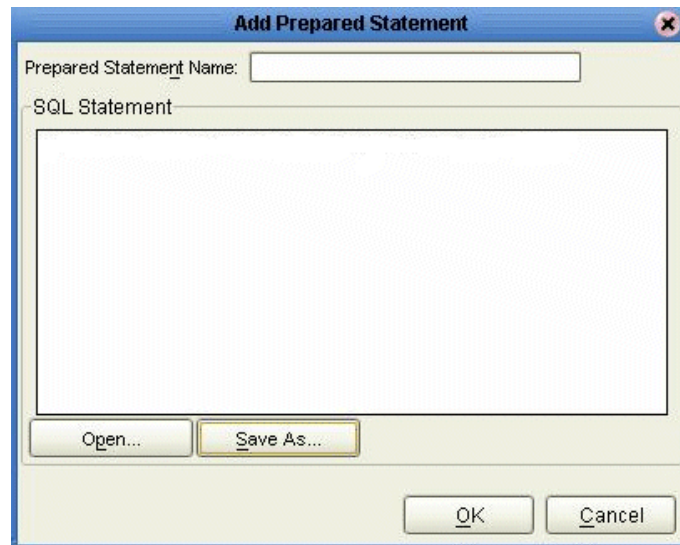 Add Prepared Statement
Prepared Statement Name:
SQL Statement
Open...
Save As...
OK
Cancel